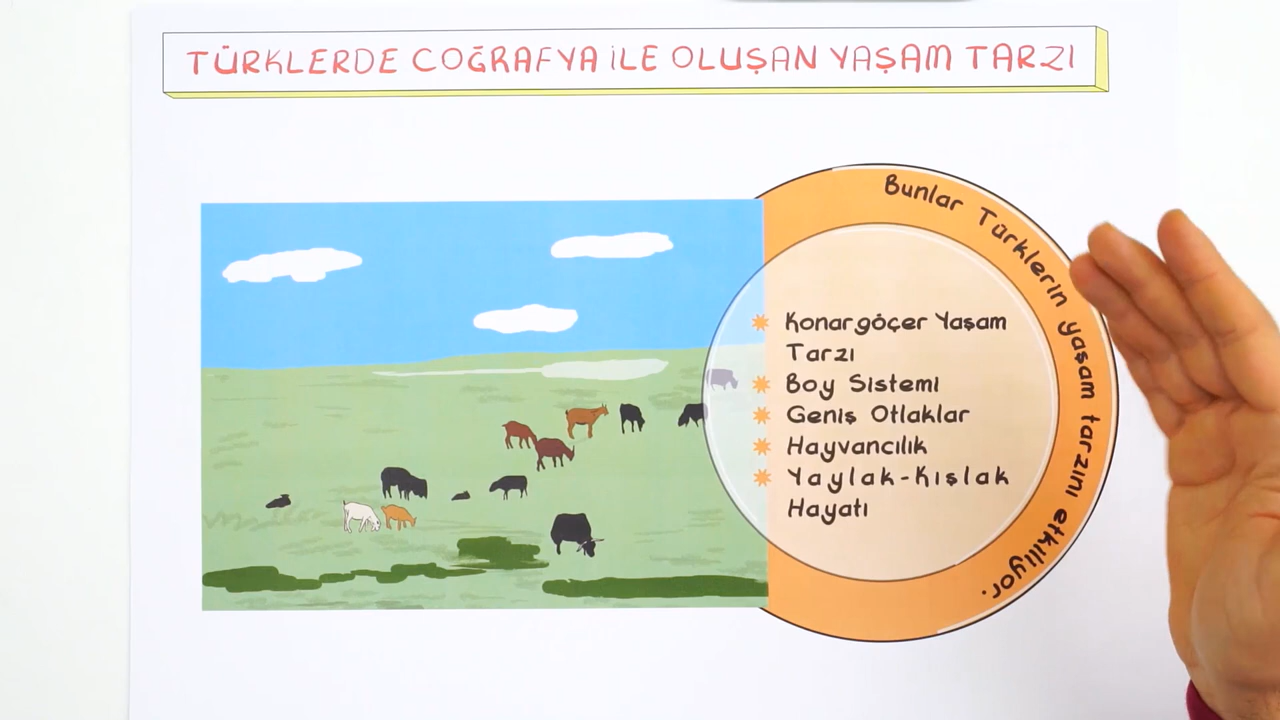 TÜRKLERDE COĞRAFYA İLE OLUŞAN YAŞAM TARZI
Bunlar Türklerin yaşam tarzını etkiliyor.
Konargöçer Yaşam
Tarzı
Boy Sistemi
Geniş Otlaklar
Hayvancılık
Yaylak-Kışlak
Hayatı